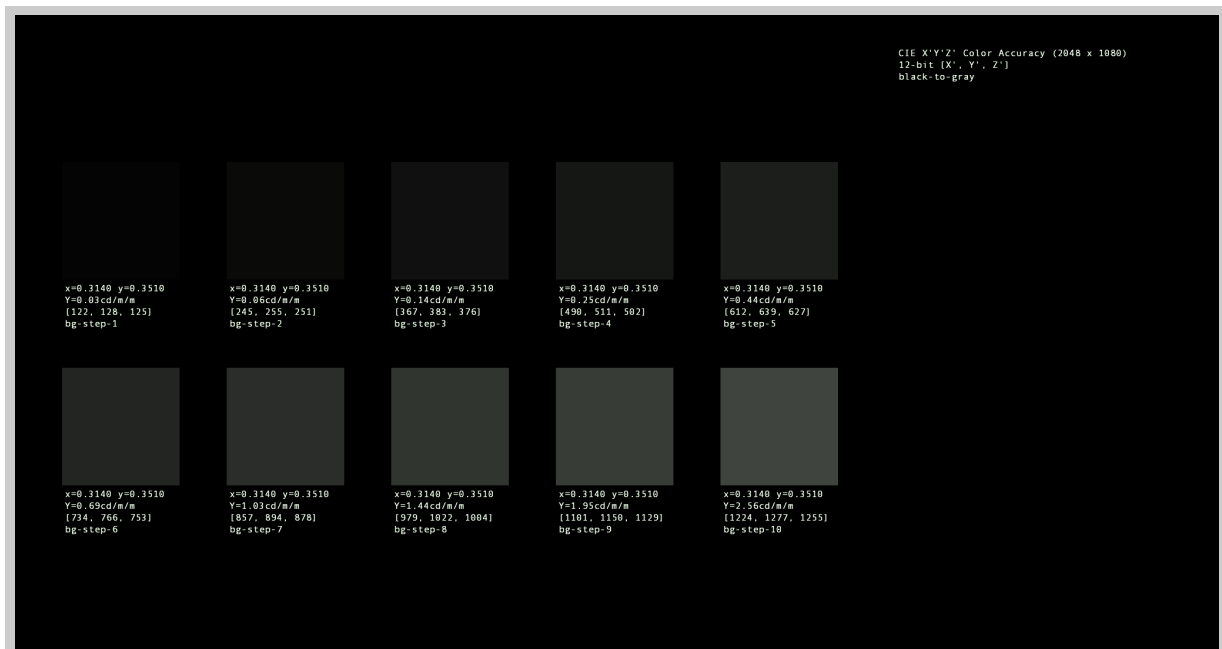 CIE X'Y'Z' Color Accuracy (2048 x 1080)
12-bit [X', Y', Z']
black-to-gray
x=0.3140 y=0.3510
Y=0.03cd/m/m
[122, 128, 125]
bg-step-1
x=0.3140 y=0.3510
Y=0.06cd/m/m
[245, 255, 251]
bg-step-2
x=0.3140 y=0.3510
Y=0.14cd/m/m
[367, 383, 376]
bg-step-3
x=0.3140 y=0.3510
Y=0.25cd/m/m
[490, 511, 502]
bg-step-4
x=0.3140 y=0.3510
Y=0.44cd/m/m
[612, 639, 627]
bg-step-5
x=0.3140 y=0.3510
Y=0.69cd/m/m
[734, 766, 753]
bg-step-6
x=0.3140 y=0.3510
Y=1.03cd/m/m
[857, 894, 878]
bg-step-7
x=0.3140 y=0.3510
Y=1.44cd/m/m
[979, 1022, 1004]
bg-step-8
x=0.3140 y=0.3510
Y=1.95cd/m/m
[1101, 1150, 1129]
bg-step-9
x=0.3140 y=0.3510
Y=2.56cd/m/m
[1224, 1277, 1255]
bg-step-10